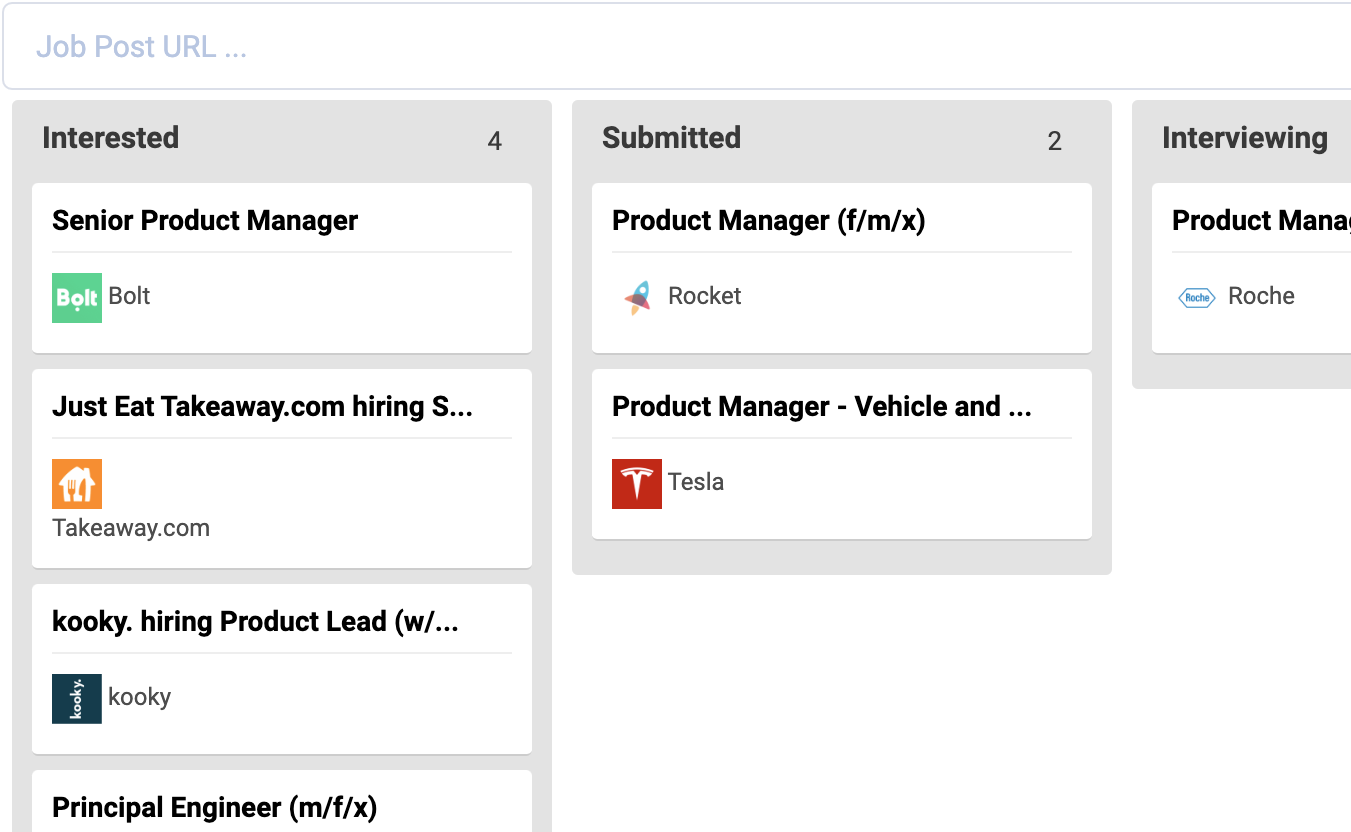 Job Post URL ...
Interested 4
Senior Product Manager
Bolt Bolt
Just Eat Takeaway.com hiring S...
Takeaway.com
kooky. hiring Product Lead (w/...
kooky. kooky
Principal Engineer (m/f/x)
Submitted 2
Product Manager (f/m/x)
Rocket
Product Manager - Vehicle and ...
Tesla
Interviewing
Product Manag
Roche Roche